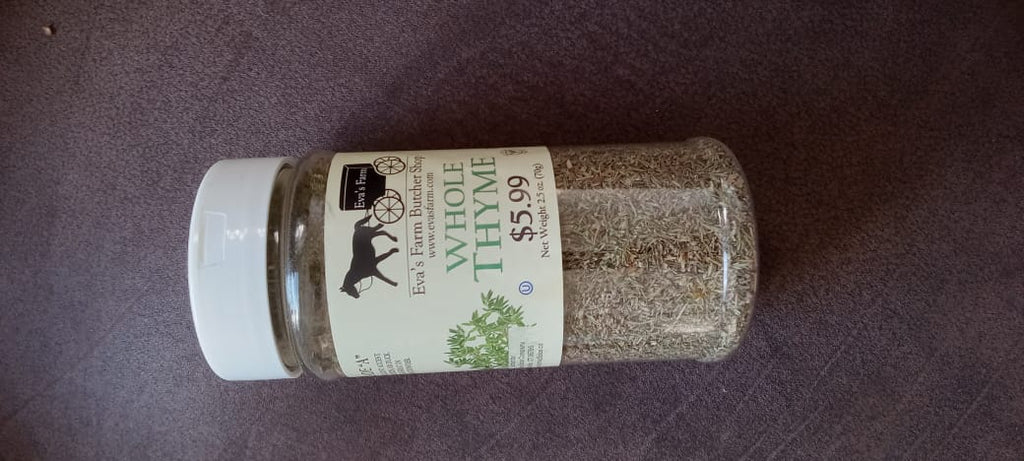 Eva's Farm
Eva's Farm Butcher Shop
www.evasfarm.com
WHOLE
THYME
$5.99
Net Weight 2.5 oz. (70g)
U
"A"